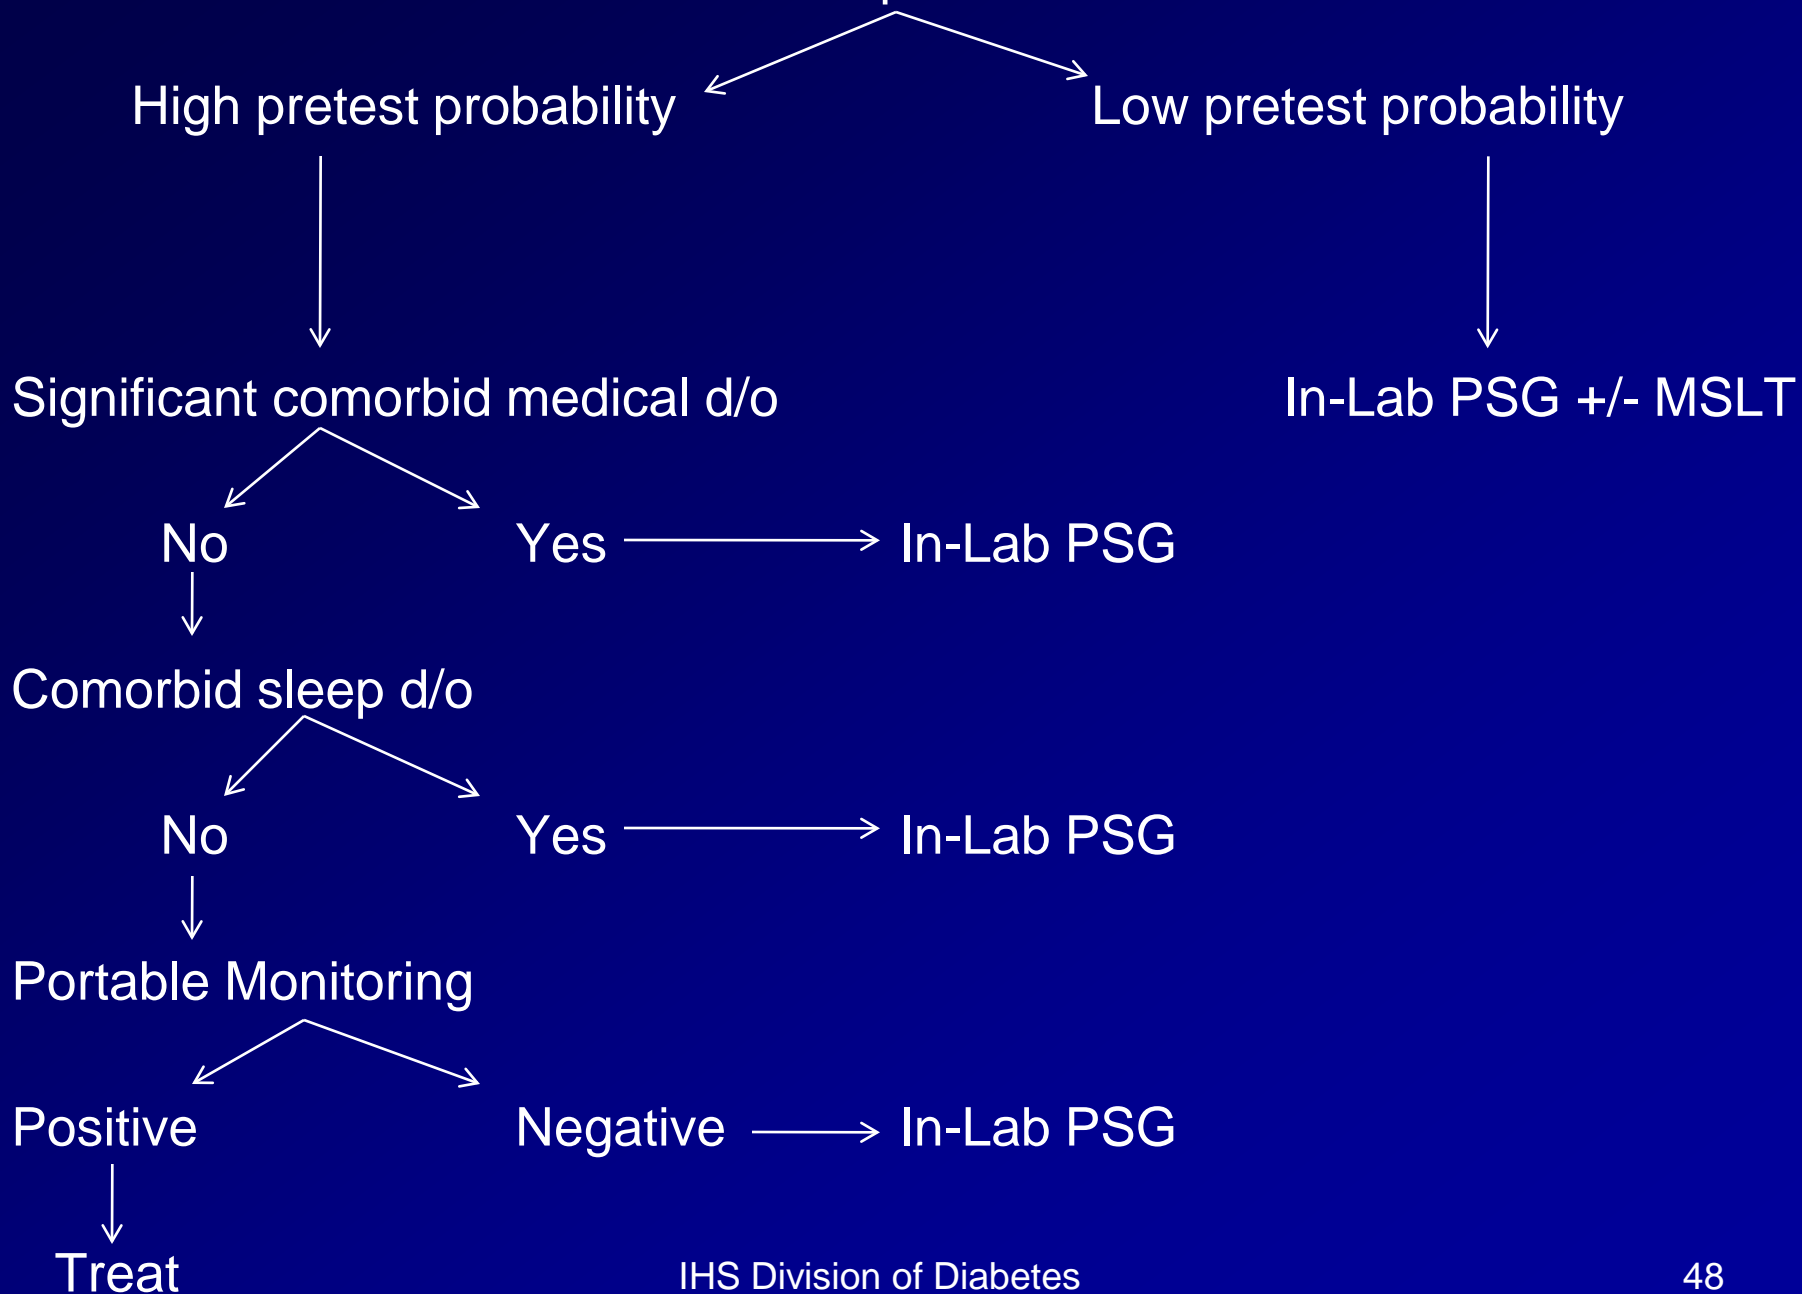 High pretest probability
Low pretest probability
Significant comorbid medical d/o
In-Lab PSG +/- MSLT
No
Yes
In-Lab PSG
Comorbid sleep d/o
No
Yes
In-Lab PSG
Portable Monitoring
Positive
Negative
In-Lab PSG
Treat
IHS Division of Diabetes
48